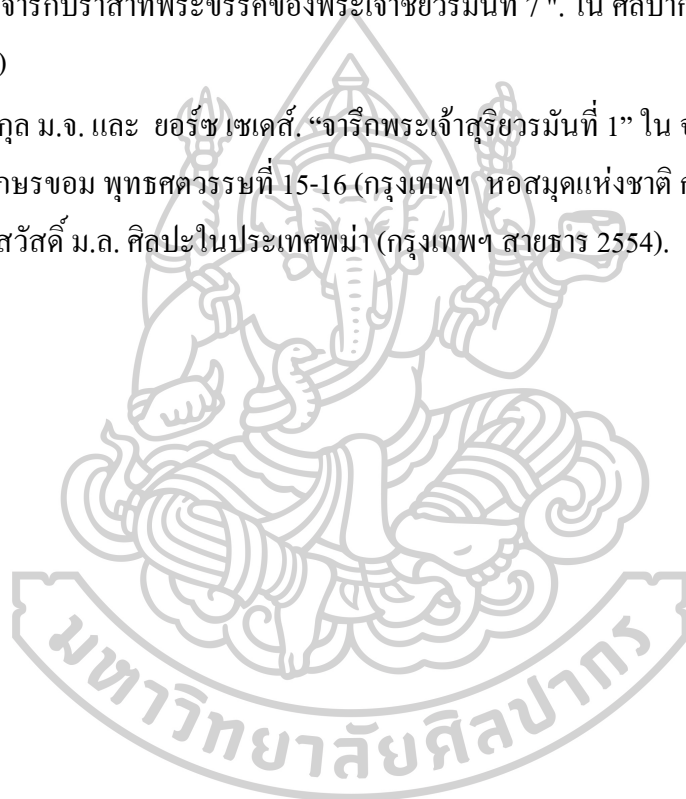 จารึกปราสาทพระขรรค์ของพระเจ้าชัยวรมันที่ 7 ". ใน ศิลปาก
)
กุล ม.จ. และ ยอร์ซ เซเดส์. “จารึกพระเจ้าสุริยวรมันที่ 1” ใน จ
กษรขอม พุทธศตวรรษที่ 15-16 (กรุงเทพฯ หอสมุดแห่งชาติ ก
สวัสดิ์ ม.ล. ศิลปะในประเทศพม่า (กรุงเทพฯ สายธาร 2554).
มหาวิทยาลัยศิลปากร